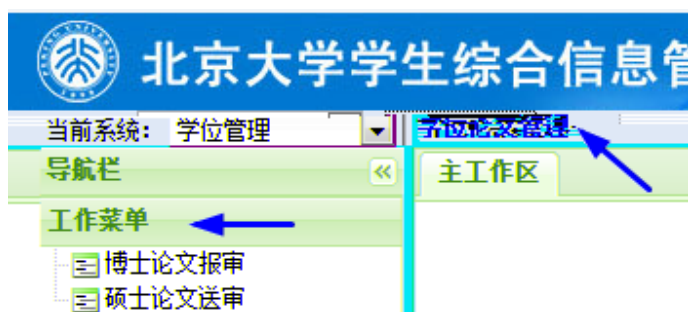 北京大学学生综合信息管
当前系统： 学位管理 学位论文管理
导航栏 主工作区
工作菜单
博士论文报审
硕士论文送审